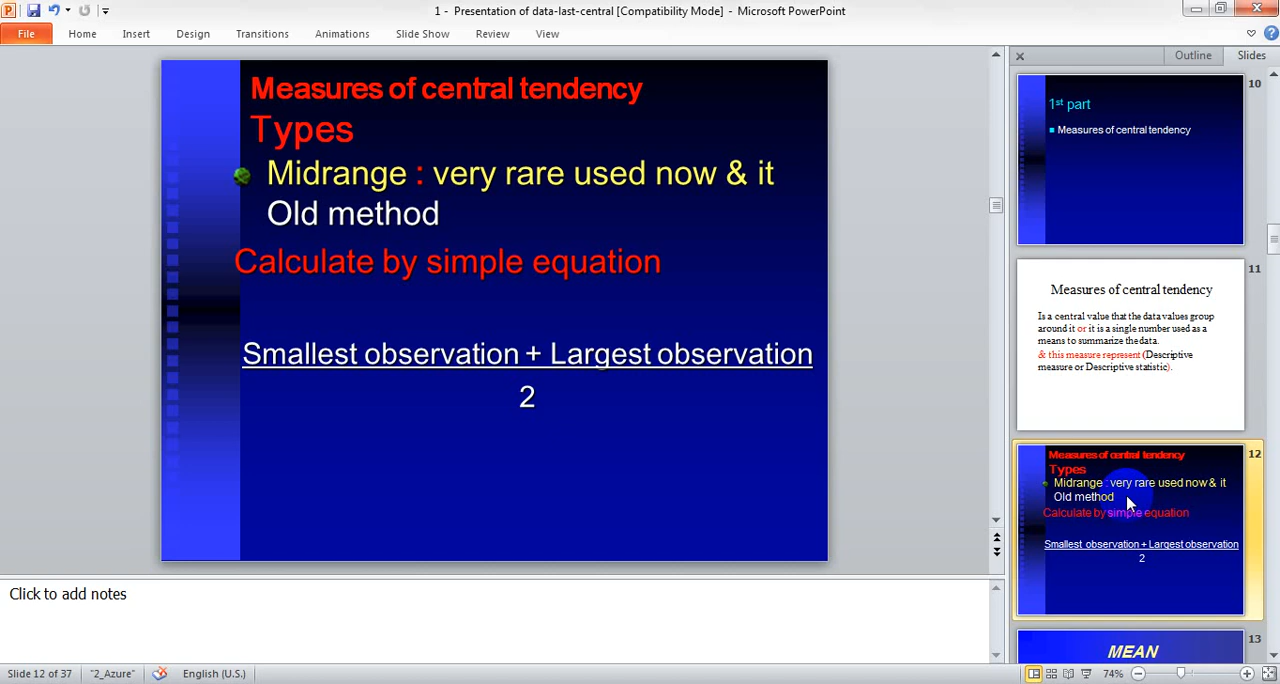 1 - Presentation of data-last-central [Compatibility Mode] - Microsoft PowerPoint
File Home Insert Design Transitions Animations Slide Show Review View
Measures of central tendency
Types
Midrange : very rare used now & it
Old method
Calculate by simple equation
Smallest observation + Largest observation
2
Click to add notes
Outline Slides
10
1st part
Measures of central tendency
11
Measures of central tendency
Is a central value that the data values group
around it or it is a single number used as a
means to summarize the data.
& this measure represent (Descriptive
measure or Descriptive statistic).
12
Measures of central tendency
Types
Midrange : very rare used now & it
Old method
Calculate by simple equation
Smallest observation + Largest observation
2
13
MEAN
Slide 12 of 37 "2_Azure" English (U.S.) 74%